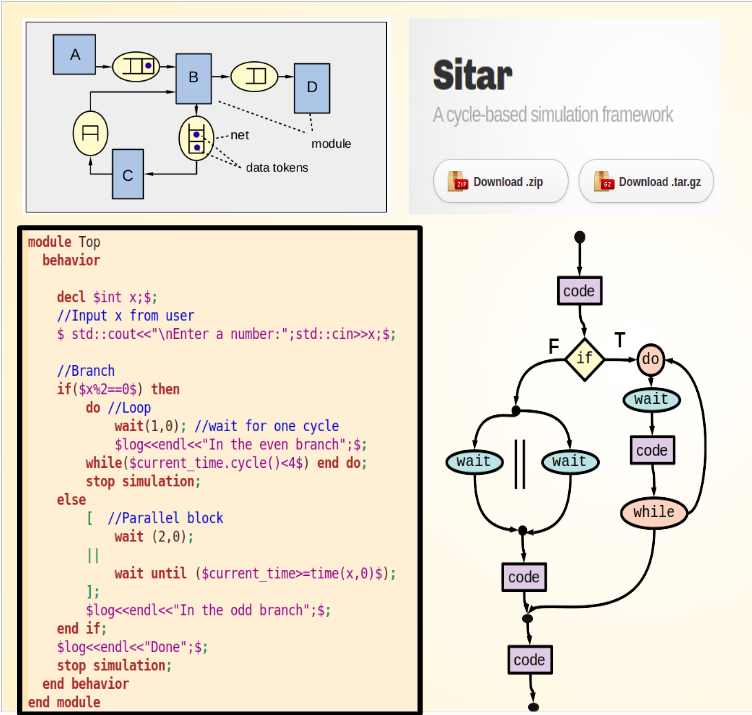 A
B
D
C
net
data tokens
module
Sitar
A cycle-based simulation framework
ZIP
Download .zip
GZ
Download .tar.gz
module Top
behavior
decl $int x;$;
//Input x from user
$ std::cout<<"\nEnter a number:";std::cin>>x;$;
//Branch
if($x%2==0$) then
do //Loop
wait(1,0); //wait for one cycle
$log<<endl<<"In the even branch";$;
while($current_time.cycle()<4$) end do;
stop simulation;
else
[ //Parallel block
wait (2,0);
||
wait until ($current_time>=time(x,0)$);
];
$log<<endl<<"In the odd branch";$;
end if;
$log<<endl<<"Done";$;
stop simulation;
end behavior
end module
code
F
if
T
do
wait
code
while
wait
||
wait
code
code